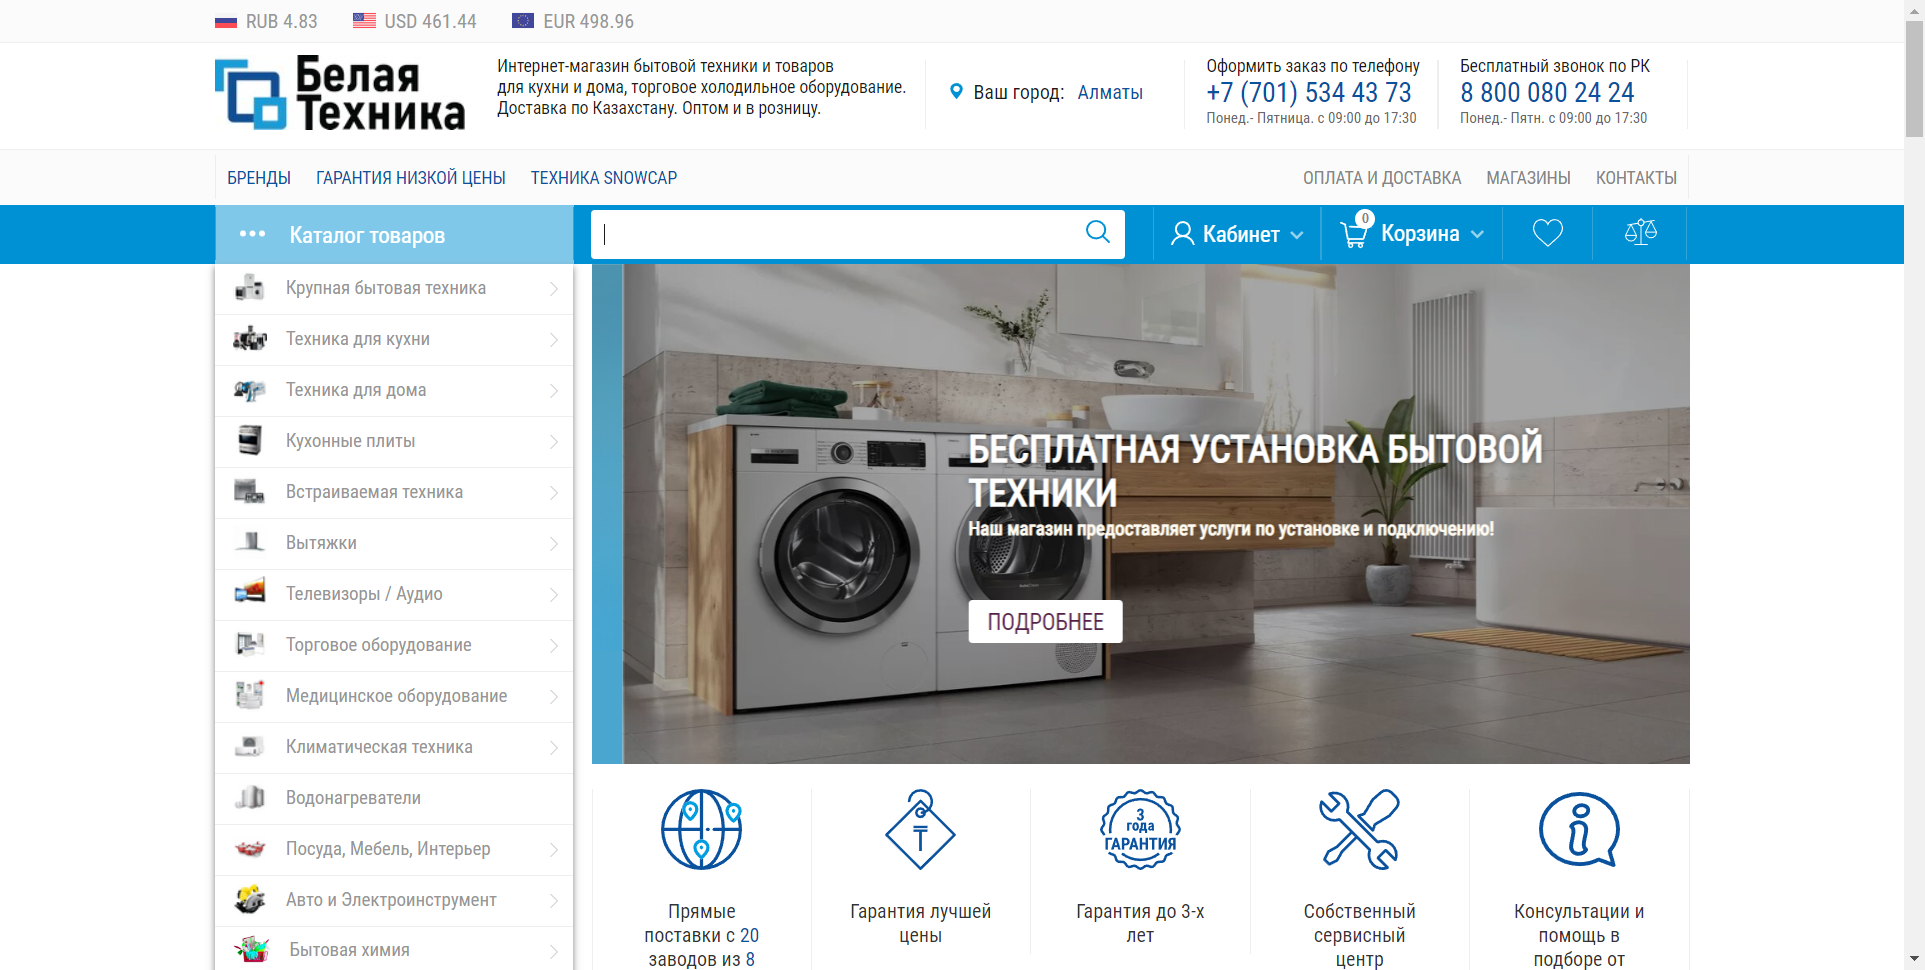 RUB 4.83
USD 461.44
EUR 498.96
Белая
Техника
Интернет-магазин бытовой техники и товаров
для кухни и дома, торговое холодильное оборудование.
Доставка по Казахстану. Оптом и в розницу.
Ваш город: Алматы
Оформить заказ по телефону
+7 (701) 534 43 73
Понед.- Пятница. с 09:00 до 17:30
Бесплатный звонок по РК
8 800 080 24 24
Понед.- Пятн. с 09:00 до 17:30
БРЕНДЫ
ГАРАНТИЯ НИЗКОЙ ЦЕНЫ
ТЕХНИКА SNOWCAP
ОПЛАТА И ДОСТАВКА
МАГАЗИНЫ
КОНТАКТЫ
Каталог товаров
Кабинет
0
Корзина
Крупная бытовая техника
Техника для кухни
Техника для дома
Кухонные плиты
Встраиваемая техника
Вытяжки
Телевизоры / Аудио
Торговое оборудование
Медицинское оборудование
Климатическая техника
Водонагреватели
Посуда, Мебель, Интерьер
Авто и Электроинструмент
Бытовая химия
БЕСПЛАТНАЯ УСТАНОВКА БЫТОВОЙ
ТЕХНИКИ
Наш магазин предоставляет услуги по установке и подключению!
ПОДРОБНЕЕ
Прямые
поставки с 20
заводов из 8
₸
Гарантия лучшей
цены
3
года
ГАРАНТИЯ
Гарантия до 3-х
лет
Собственный
сервисный
центр
Консультации и
помощь в
подборе от